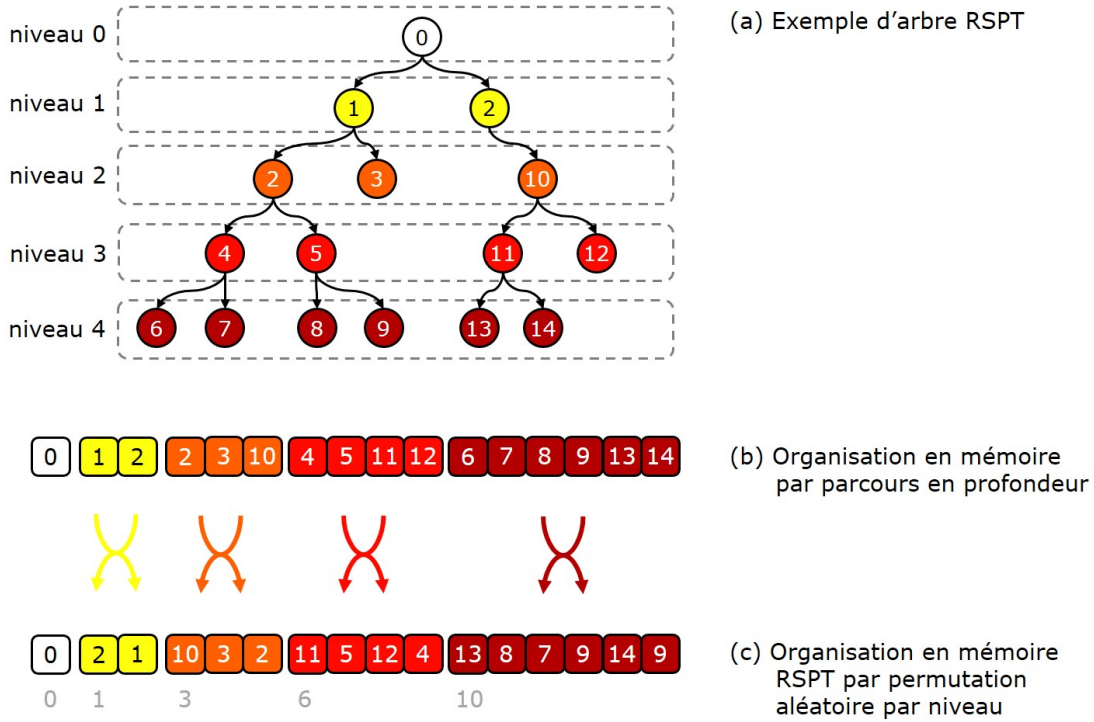 niveau 0
0
(a) Exemple d'arbre RSPT
niveau 1
1 2
niveau 2
2 3 10
niveau 3
4 5 11 12
niveau 4
6 7 8 9 13 14
0 1 2 2 3 10 4 5 11 12 6 7 8 9 13 14
(b) Organisation en mémoire
par parcours en profondeur
0 2 1 10 3 2 11 5 12 4 13 8 7 9 14 9
0 1 3 6 10
(c) Organisation en mémoire
RSPT par permutation
aléatoire par niveau